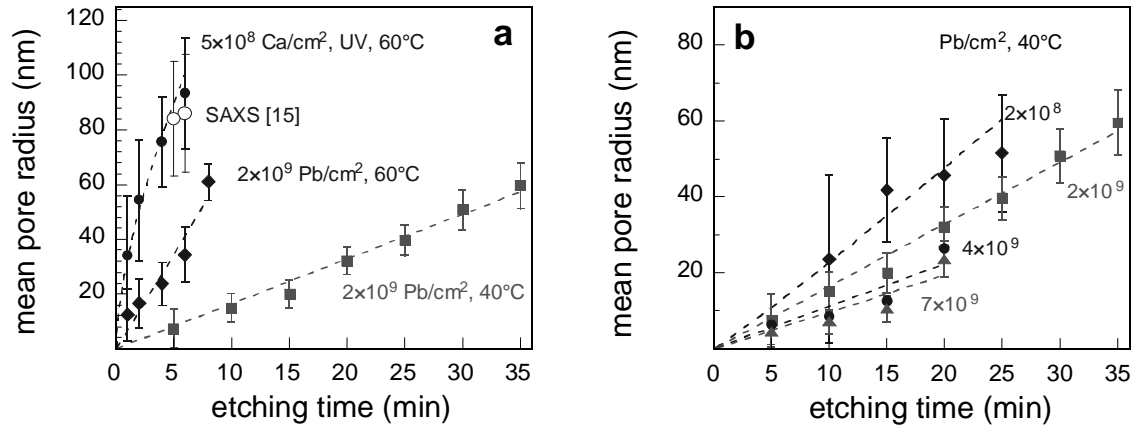 120
100
80
60
40
20
0 5 10 15 20 25 30 35
mean pore radius (nm)
etching time (min)
a
5×10⁸ Ca/cm², UV, 60°C
SAXS [15]
2×10⁹ Pb/cm², 60°C
2×10⁹ Pb/cm², 40°C
80
60
40
20
0 5 10 15 20 25 30 35
mean pore radius (nm)
etching time (min)
b
Pb/cm², 40°C
2×10⁸
2×10⁹
4×10⁹
7×10⁹